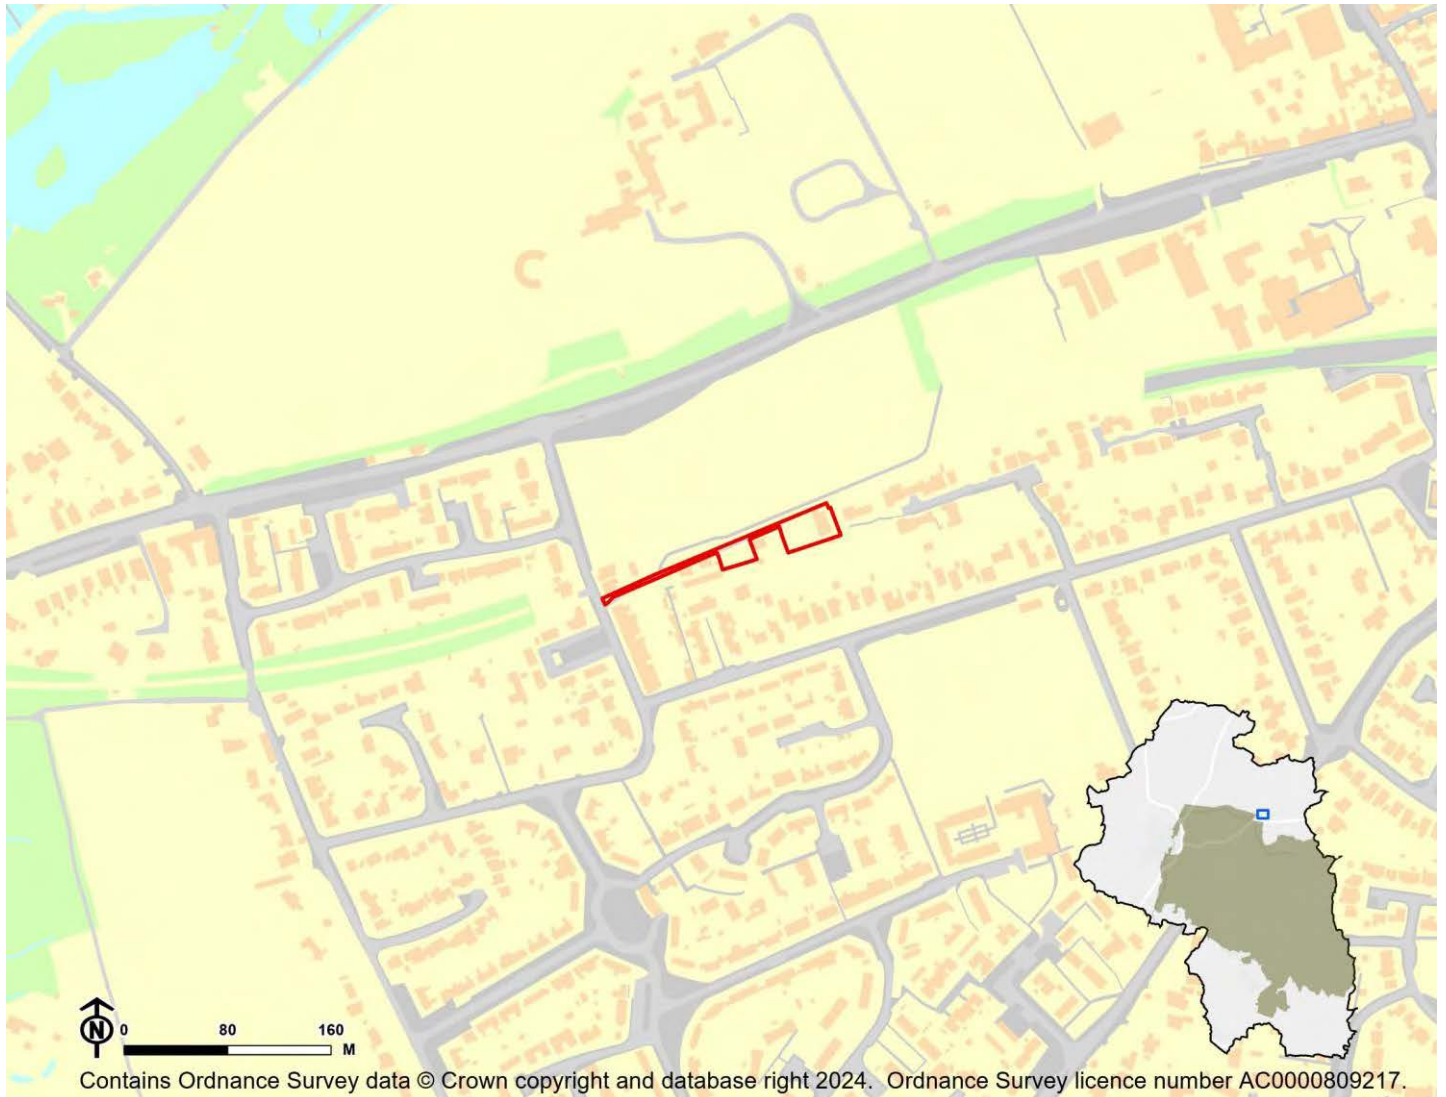 N
0 80 160
M
Contains Ordnance Survey data © Crown copyright and database right 2024. Ordnance Survey licence number AC0000809217.